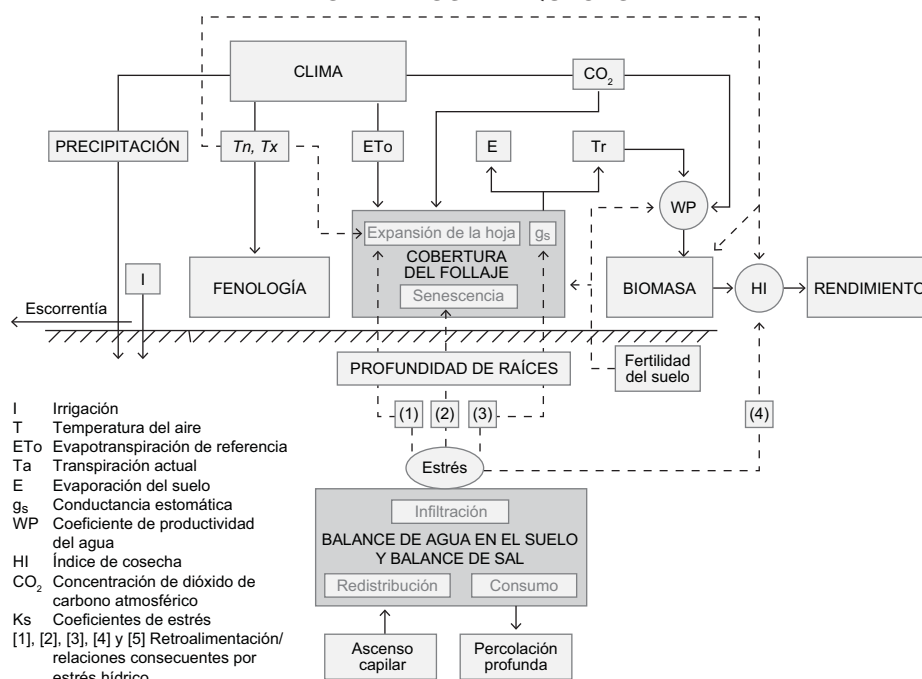 CLIMA
CO₂
PRECIPITACIÓN
Tn, Tx
ETo
E
Tr
WP
Expansión de la hoja
gs
COBERTURA
DEL FOLLAJE
Senescencia
I
FENOLOGÍA
BIOMASA
HI
RENDIMIENTO
Escorrentía
PROFUNDIDAD DE RAÍCES
Fertilidad
del suelo
(1)
(2)
(3)
(4)
Estrés
Infiltración
BALANCE DE AGUA EN EL SUELO
Y BALANCE DE SAL
Redistribución
Consumo
Ascenso
capilar
Percolación
profunda
I Irrigación
T Temperatura del aire
ETo Evapotranspiración de referencia
Ta Transpiración actual
E Evaporación del suelo
gs Conductancia estomática
WP Coeficiente de productividad
del agua
HI Índice de cosecha
CO₂ Concentración de dióxido de
carbono atmosférico
Ks Coeficientes de estrés
[1], [2], [3], [4] y [5] Retroalimentación/
relaciones consecuentes por
estrés hídrico